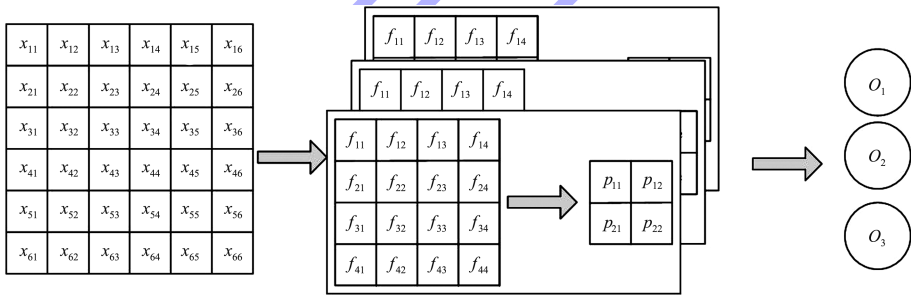 x11 x12 x13 x14 x15 x16
x21 x22 x23 x24 x25 x26
x31 x32 x33 x34 x35 x36
x41 x42 x43 x44 x45 x46
x51 x52 x53 x54 x55 x56
x61 x62 x63 x64 x65 x66
f11 f12 f13 f14
f11 f12 f13 f14
f11 f12 f13 f14
f21 f22 f23 f24
f31 f32 f33 f34
f41 f42 f43 f44
p11 p12
p21 p22
O1
O2
O3